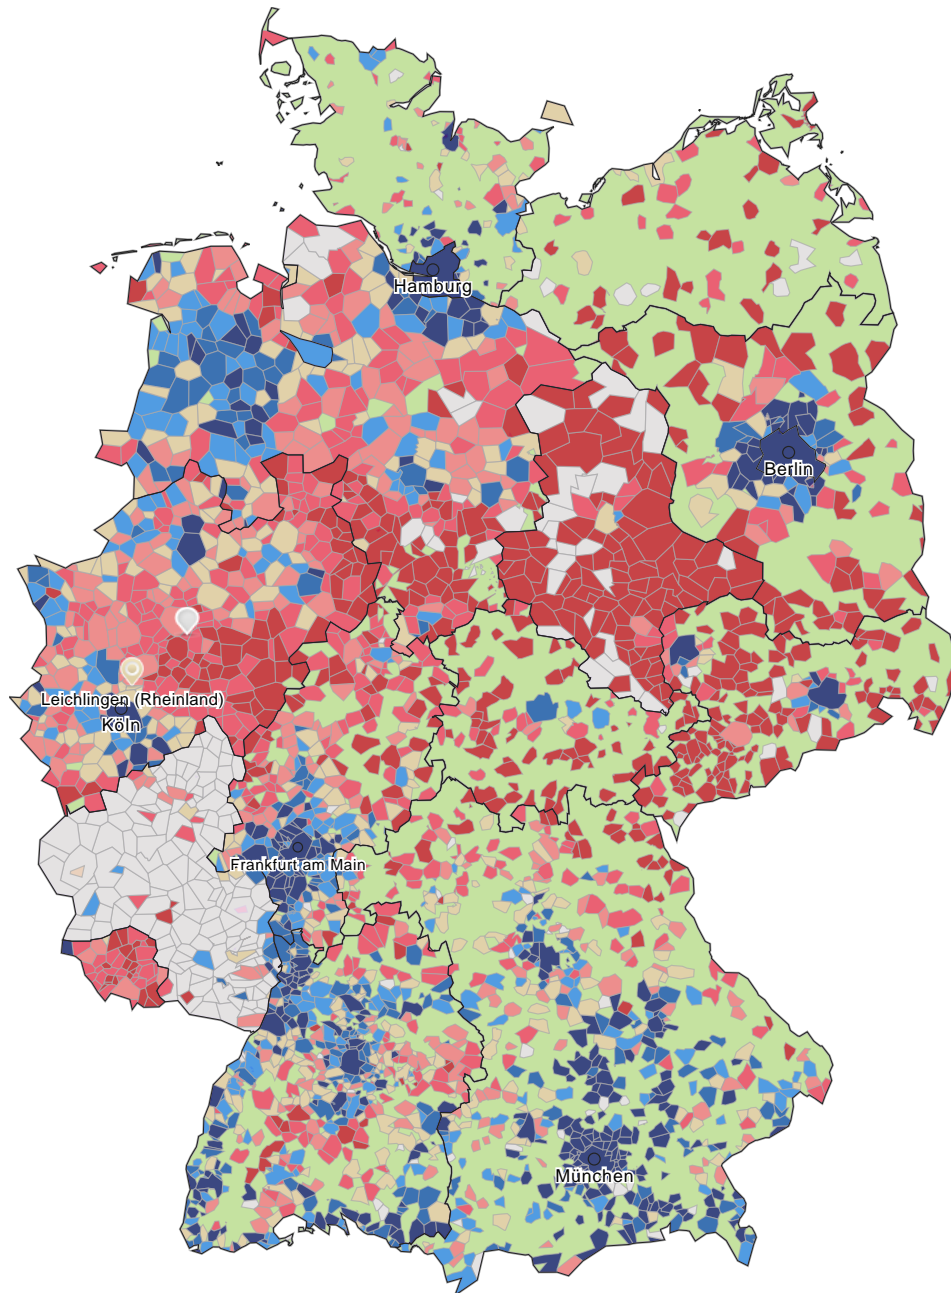 Hamburg
Berlin
Leichlingen (Rheinland)
Köln
Frankfurt am Main
München